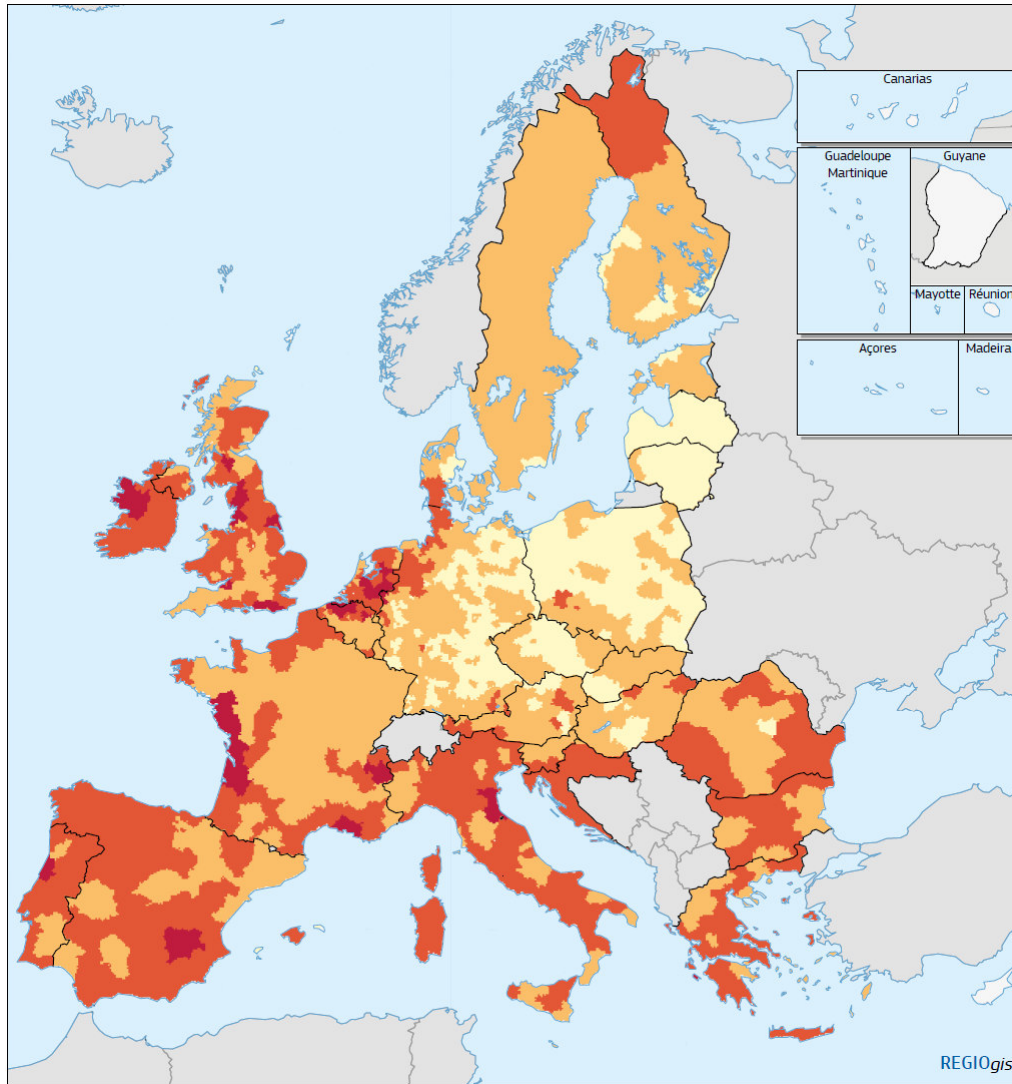 Canarias
Guadeloupe
Martinique
Guyane
Mayotte
Réunion
Açores
Madeira
REGIOgis